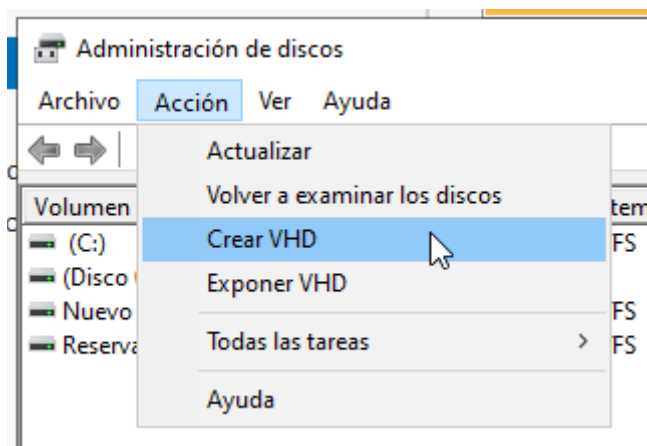 Administración de discos
Archivo Acción Ver Ayuda
Actualizar
Volver a examinar los discos
Volumen
(C:)
Crear VHD
FS
(Disco
Exponer VHD
Nuevo
FS
Todas las tareas
FS
Ayuda